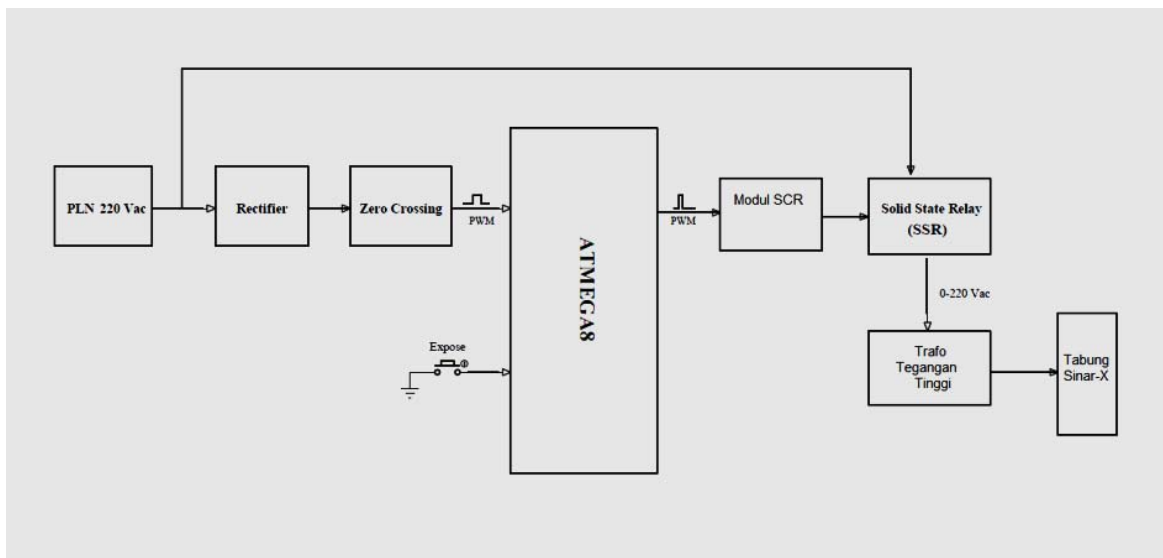 PLN 220 Vac
Rectifier
Zero Crossing
PWM
ATMEGA8
PWM
Modul SCR
Solid State Relay
(SSR)
Expose
0-220 Vac
Trafo
Tegangan
Tinggi
Tabung
Sinar-X